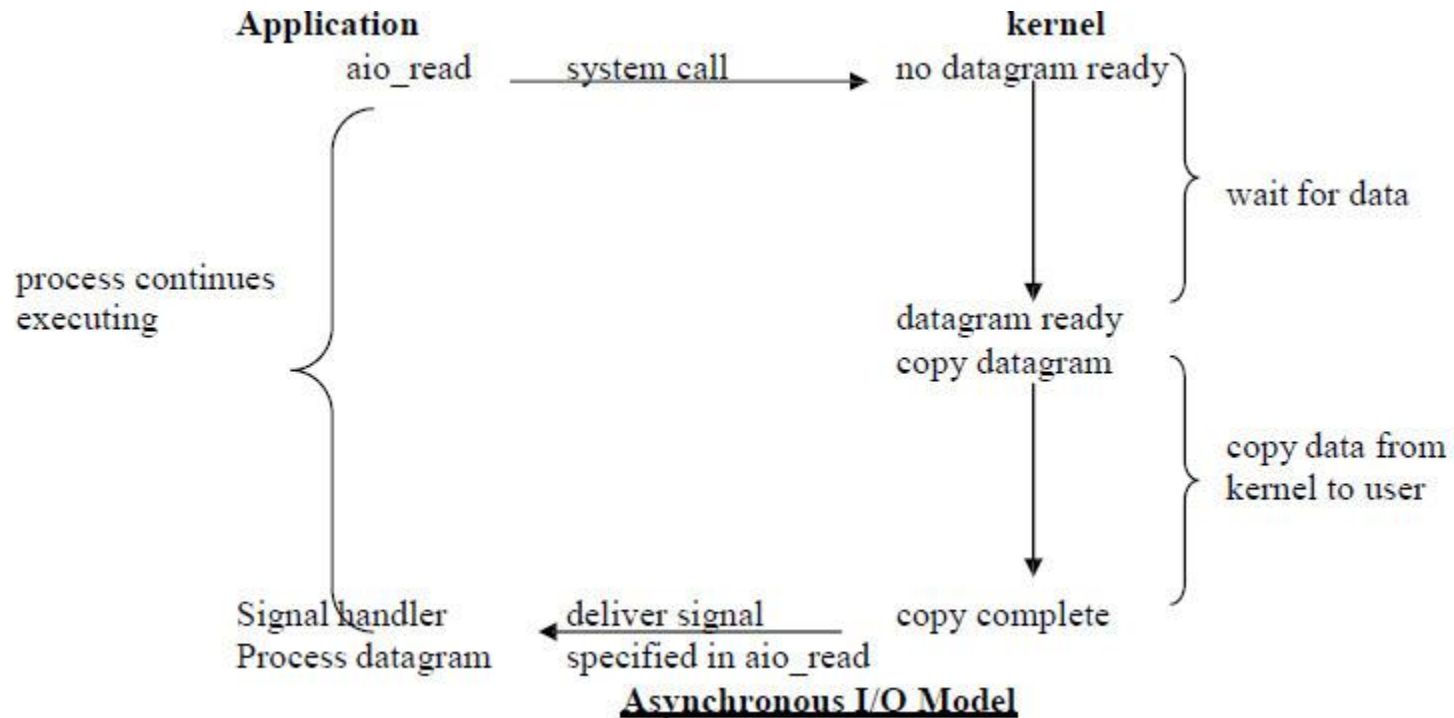 Application kernel
aio_read system call no datagram ready
wait for data
process continues
executing
datagram ready
copy datagram
copy data from
kernel to user
Signal handler deliver signal copy complete
Process datagram specified in aio_read
Asynchronous I/O Model